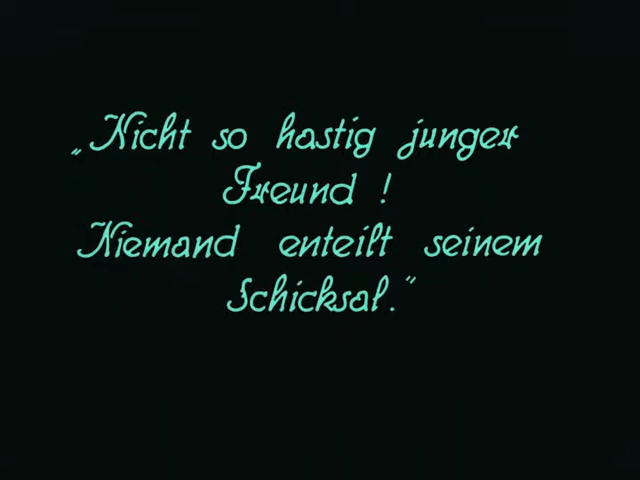 „Nicht so hastig junger
Freund !
Niemand enteilt seinem
Schicksal.“